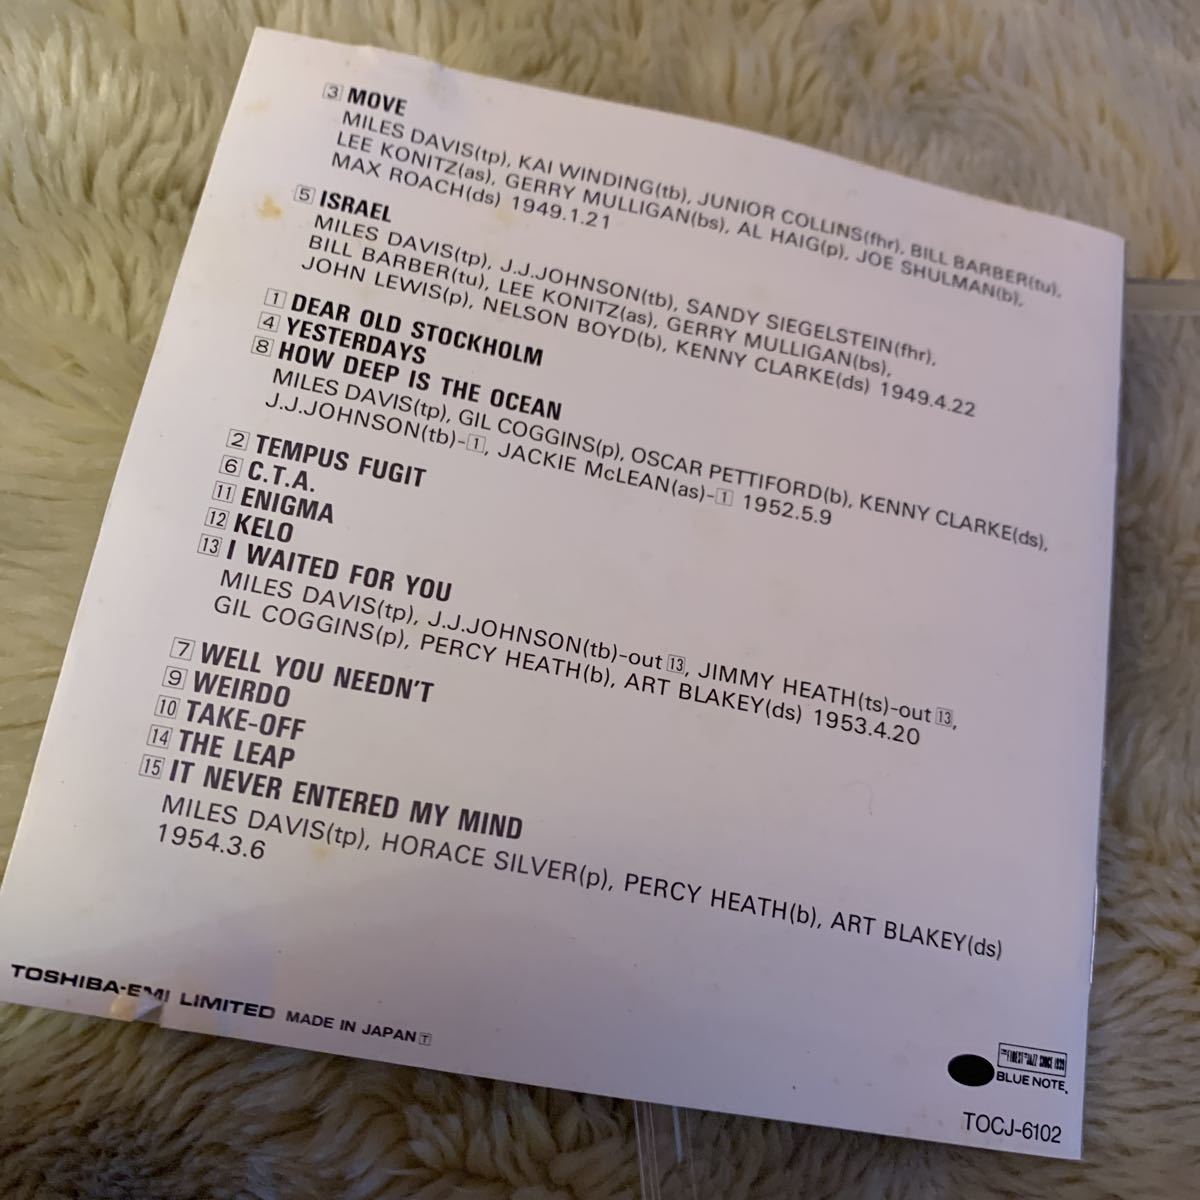 3 MOVE
MILES DAVIS(tp), KAI WINDING(tb), JUNIOR COLLINS(fhr), BILL BARBER(tu),
LEE KONITZ(as), GERRY MULLIGAN(bs), AL HAIG(p), JOE SHULMAN(b),
MAX ROACH(ds) 1949.1.21
5 ISRAEL
MILES DAVIS(tp), J.J.JOHNSON(tb), SANDY SIEGELSTEIN(fhr),
BILL BARBER(tu), LEE KONITZ(as), GERRY MULLIGAN(bs),
JOHN LEWIS(p), NELSON BOYD(b), KENNY CLARKE(ds) 1949.4.22
1 DEAR OLD STOCKHOLM
4 YESTERDAYS
8 HOW DEEP IS THE OCEAN
MILES DAVIS(tp), GIL COGGINS(p), OSCAR PETTIFORD(b), KENNY CLARKE(ds),
J.J.JOHNSON(tb)-1, JACKIE McLEAN(as)-1 1952.5.9
2 TEMPUS FUGIT
6 C.T.A.
11 ENIGMA
12 KELO
13 I WAITED FOR YOU
MILES DAVIS(tp), J.J.JOHNSON(tb)-out 13, JIMMY HEATH(ts)-out 13,
GIL COGGINS(p), PERCY HEATH(b), ART BLAKEY(ds) 1953.4.20
7 WELL YOU NEEDN'T
9 WEIRDO
10 TAKE-OFF
14 THE LEAP
15 IT NEVER ENTERED MY MIND
MILES DAVIS(tp), HORACE SILVER(p), PERCY HEATH(b), ART BLAKEY(ds)
1954.3.6
TOSHIBA-EMI LIMITED MADE IN JAPAN T
THE FINEST IN JAZZ SINCE 1939
BLUE NOTE.
TOCJ-6102